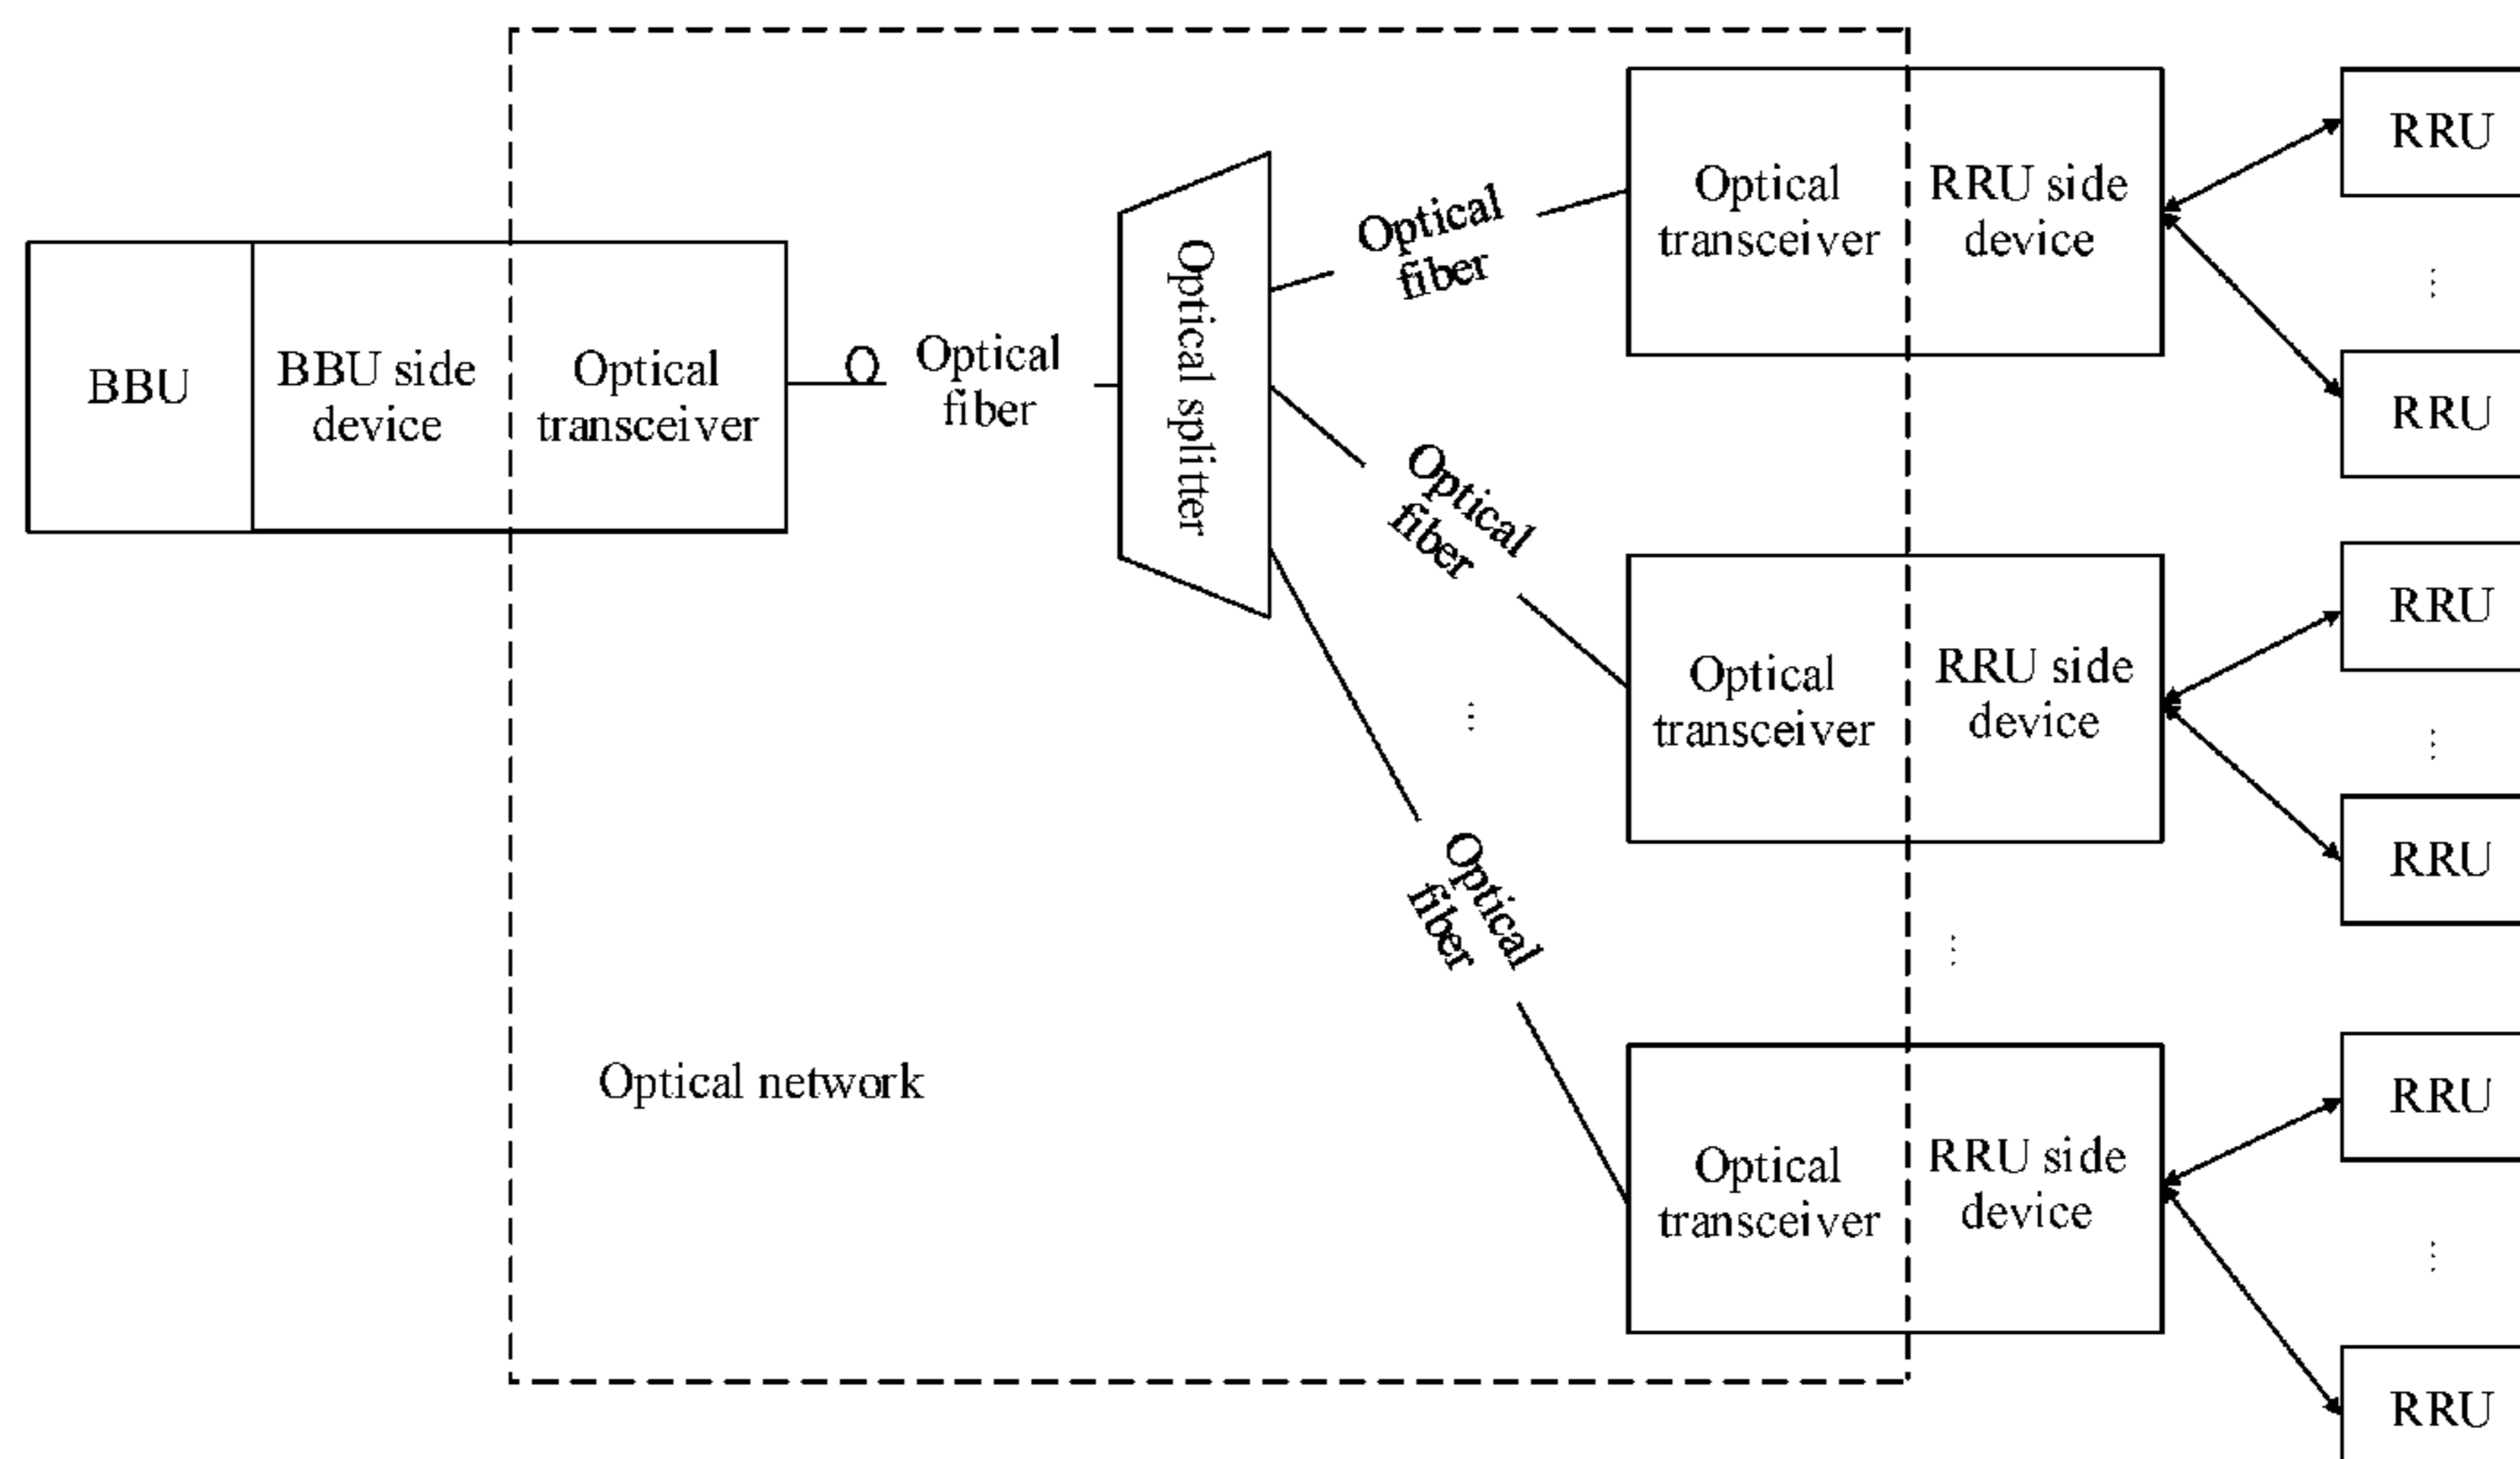 BBU
BBU side
device
Optical
transceiver
Optical
fiber
Optical splitter
Optical
fiber
Optical
fiber
Optical
fiber
Optical network
Optical
transceiver
RRU side
device
RRU
RRU
Optical
transceiver
RRU side
device
RRU
RRU
Optical
transceiver
RRU side
device
RRU
RRU